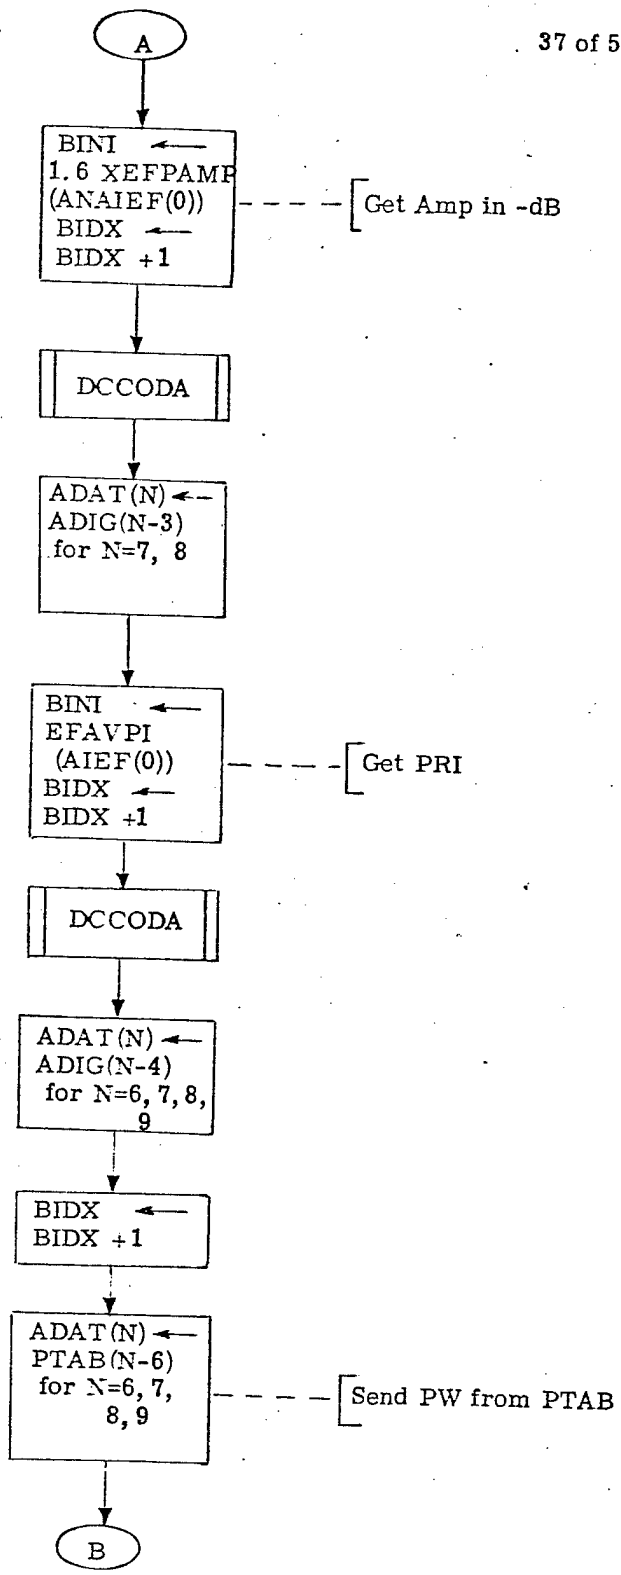 37 of 5
A
BINI ←
1.6 XEFPAMP
(ANAIEF(0))
BIDX ←
BIDX +1
Get Amp in -dB
DCCODA
ADAT(N) ←
ADIG(N-3)
for N=7, 8
BINI ←
EFAVPI
(AIEF(0))
BIDX ←
BIDX +1
Get PRI
DCCODA
ADAT(N) ←
ADIG(N-4)
for N=6, 7, 8,
9
BIDX ←
BIDX +1
ADAT(N) ←
PTAB(N-6)
for N=6, 7,
8, 9
Send PW from PTAB
B